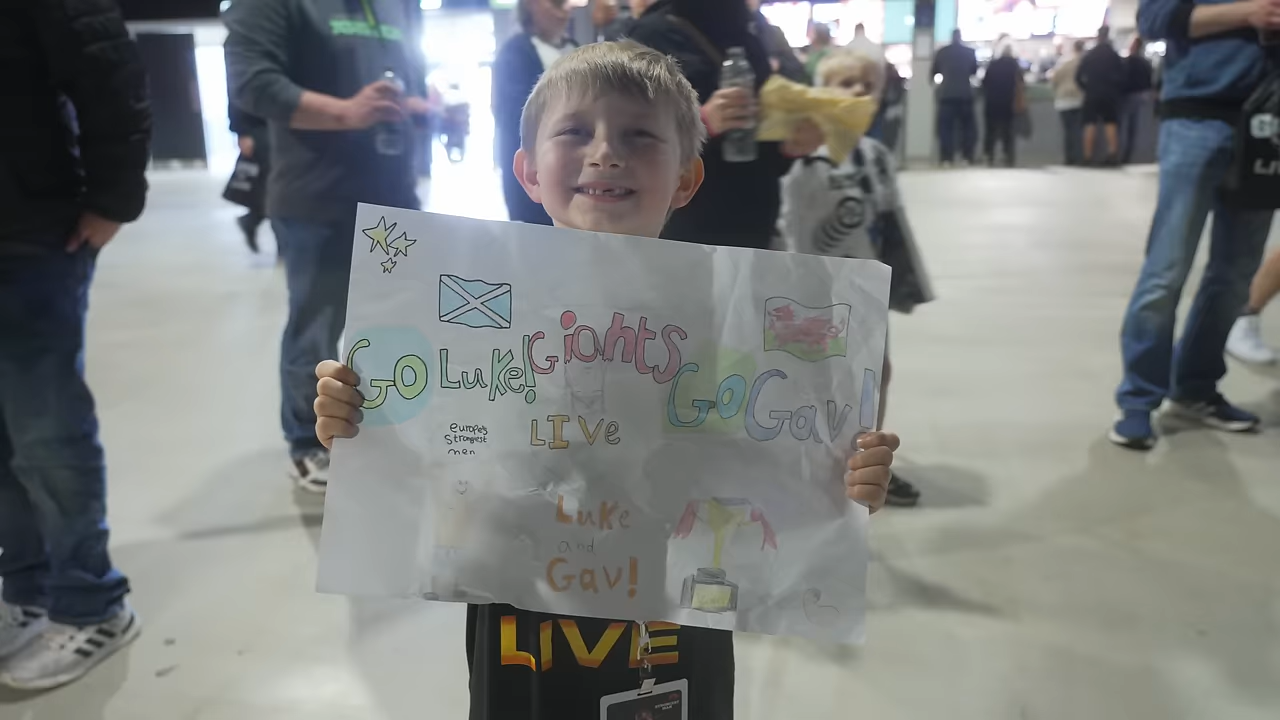 GO Luke!
Giants
LIVE
GO Gav!
europe's
strongest
men
Luke
and
Gav!
LIVE